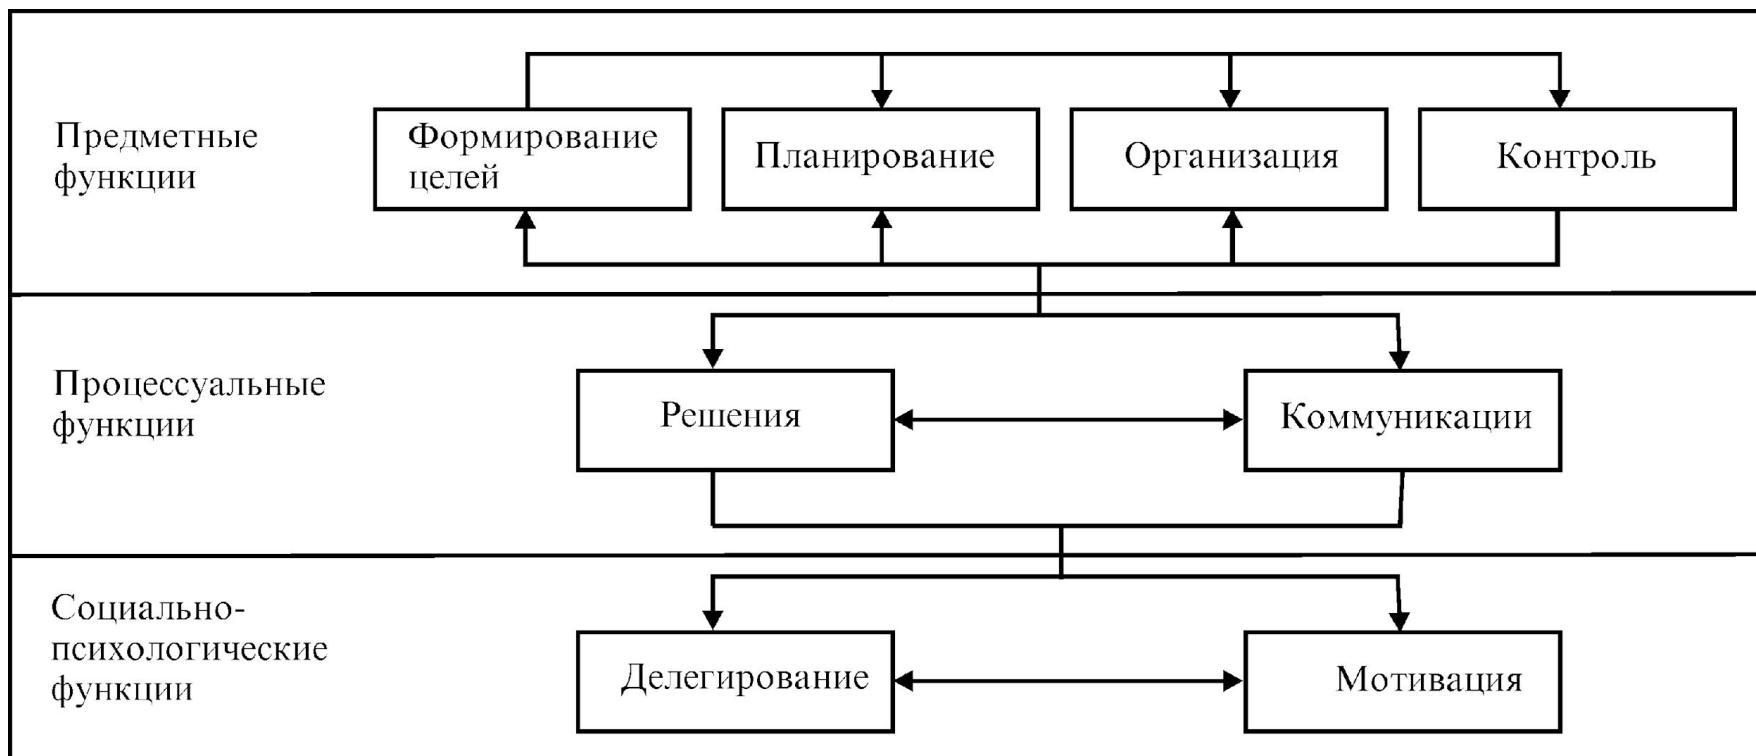 Предметные
функции
Формирование
целей
Планирование
Организация
Контроль
Процессуальные
функции
Решения
Коммуникации
Социально-
психологические
функции
Делегирование
Мотивация